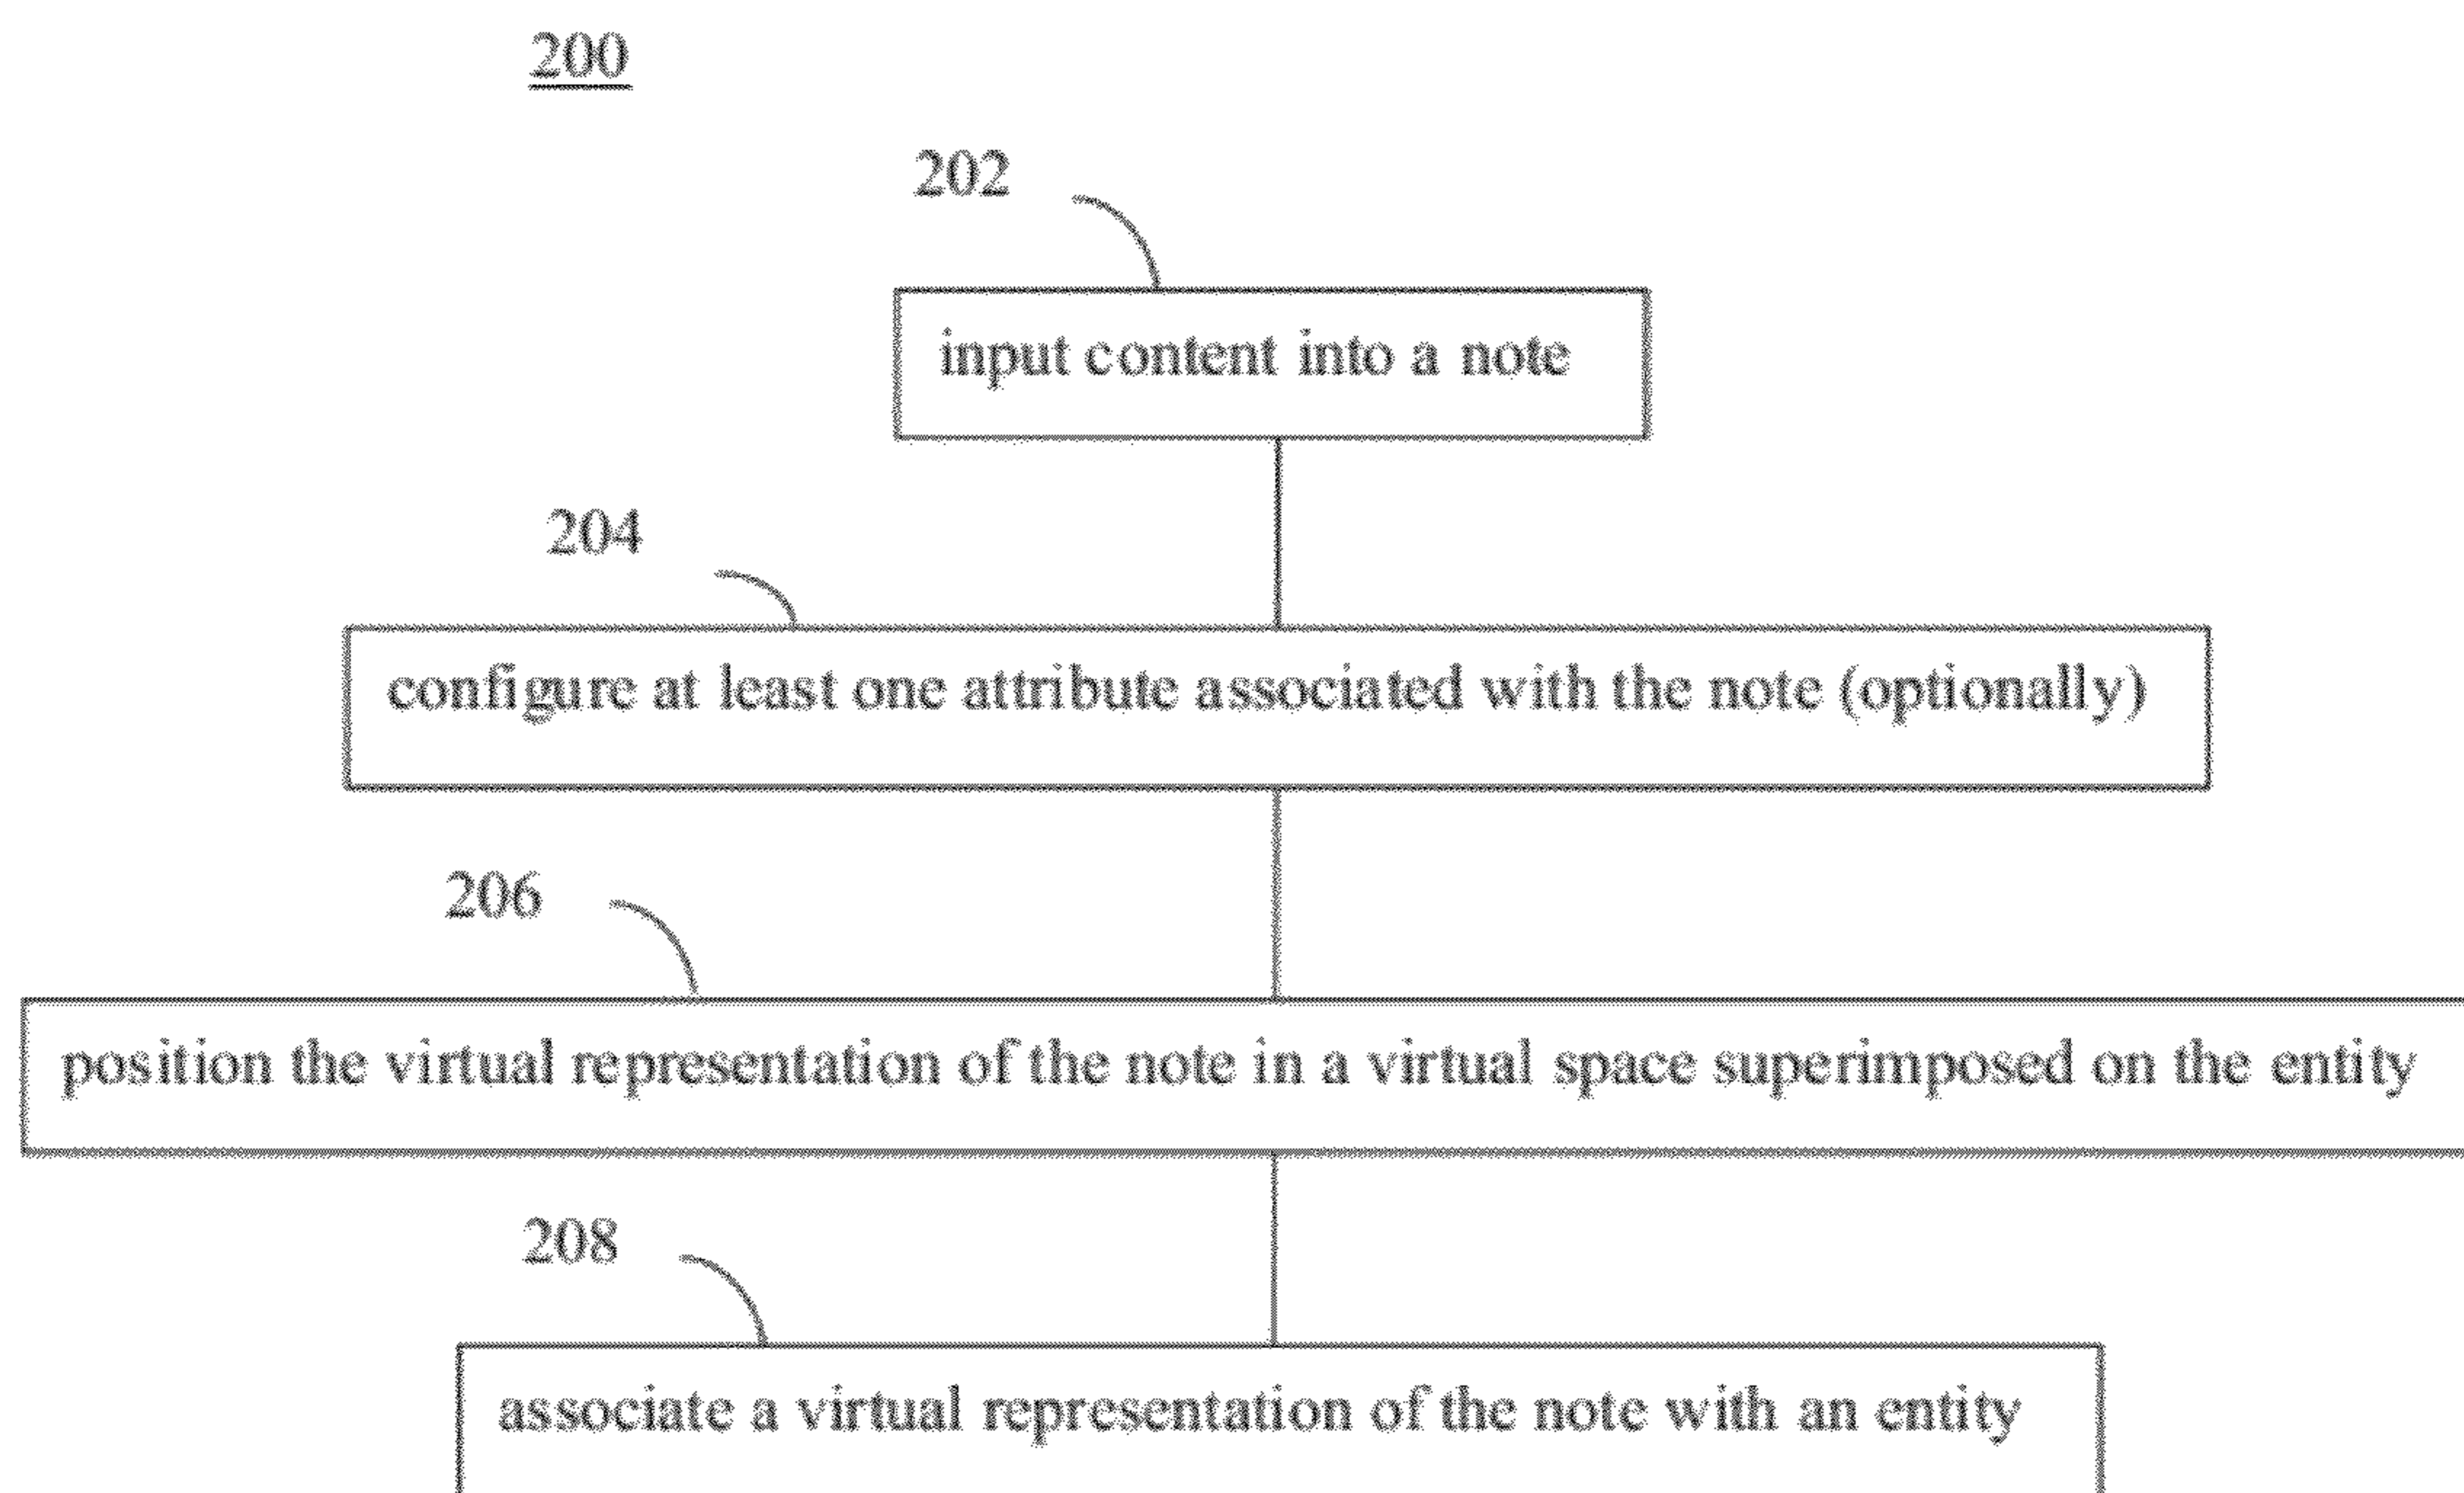 200
202
input content into a note
204
configure at least one attribute associated with the note (optionally)
206
position the virtual representation of the note in a virtual space superimposed on the entity
208
associate a virtual representation of the note with an entity